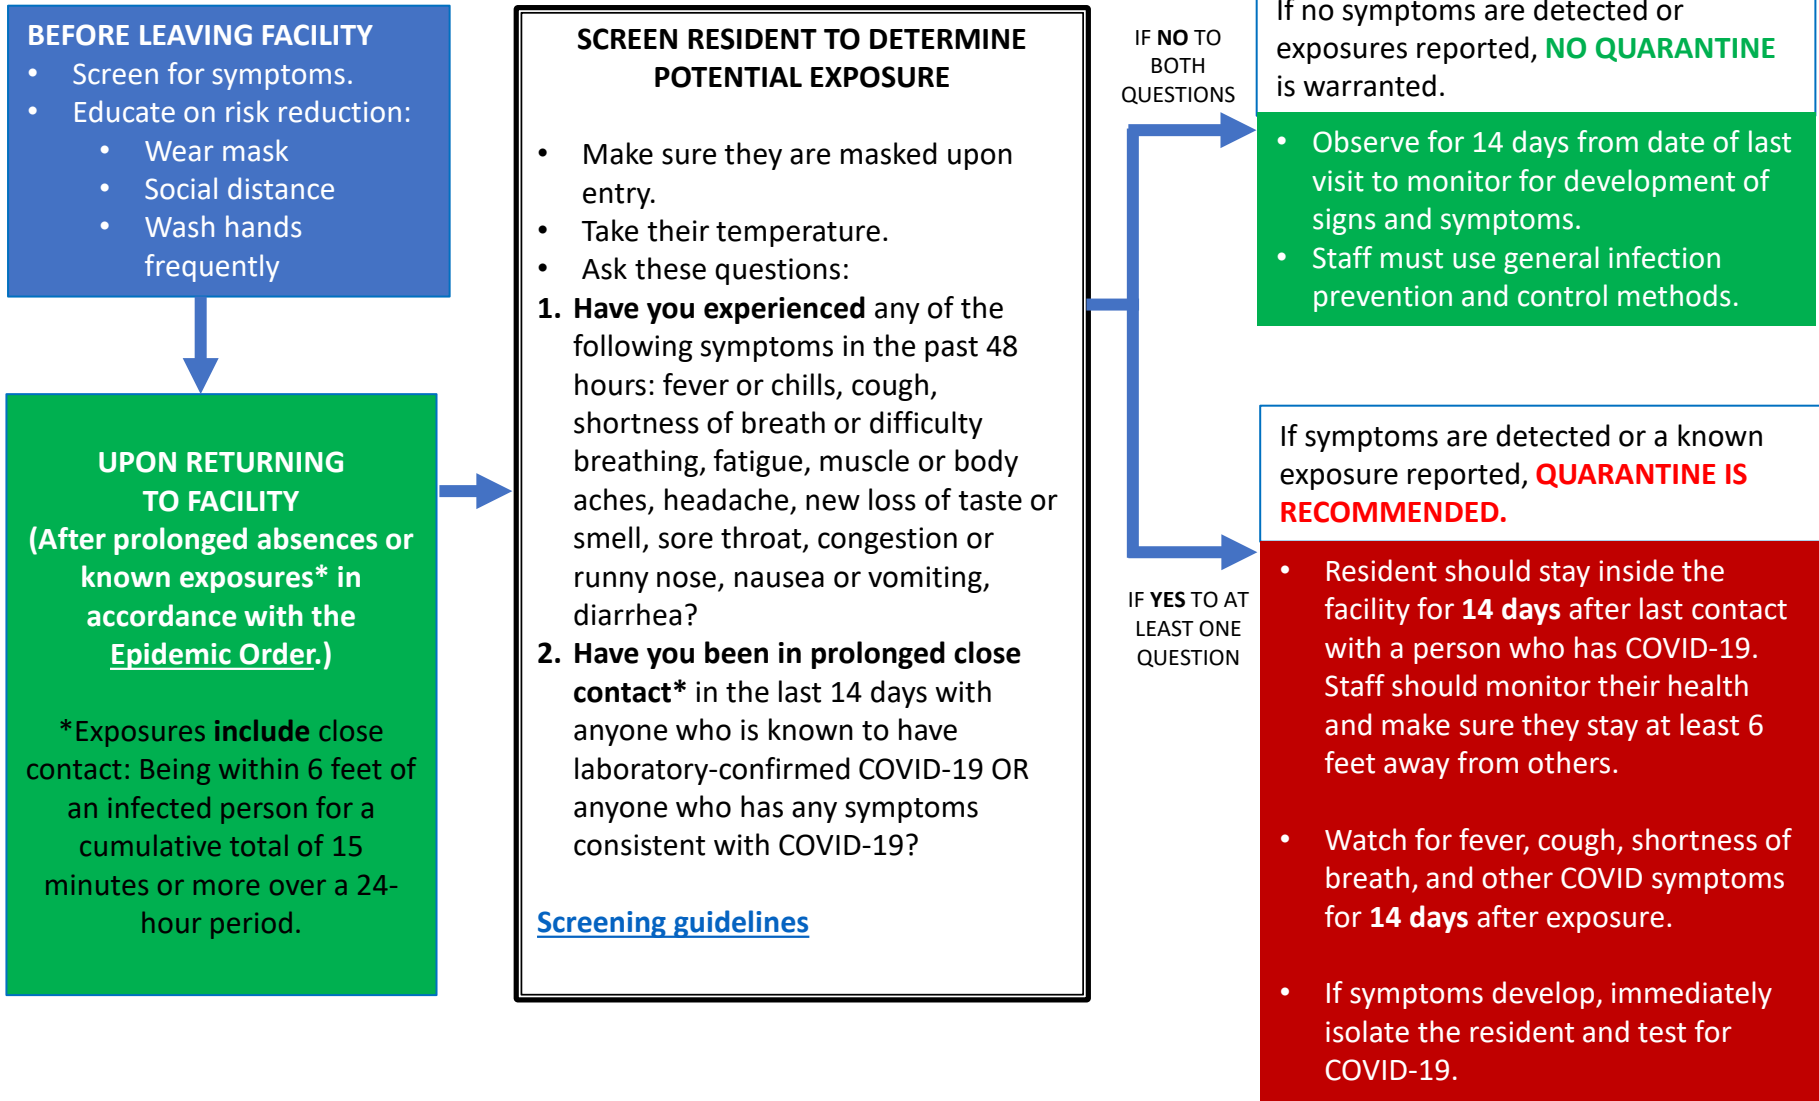 BEFORE LEAVING FACILITY
• Screen for symptoms.
• Educate on risk reduction:
• Wear mask
• Social distance
• Wash hands
frequently
UPON RETURNING
TO FACILITY
(After prolonged absences or
known exposures* in
accordance with the
Epidemic Order.)
*Exposures include close
contact: Being within 6 feet of
an infected person for a
cumulative total of 15
minutes or more over a 24-
hour period.
SCREEN RESIDENT TO DETERMINE
POTENTIAL EXPOSURE
• Make sure they are masked upon
entry.
• Take their temperature.
• Ask these questions:
1. Have you experienced any of the
following symptoms in the past 48
hours: fever or chills, cough,
shortness of breath or difficulty
breathing, fatigue, muscle or body
aches, headache, new loss of taste or
smell, sore throat, congestion or
runny nose, nausea or vomiting,
diarrhea?
2. Have you been in prolonged close
contact* in the last 14 days with
anyone who is known to have
laboratory-confirmed COVID-19 OR
anyone who has any symptoms
consistent with COVID-19?
Screening guidelines
IF NO TO
BOTH
QUESTIONS
If no symptoms are detected or
exposures reported, NO QUARANTINE
is warranted.
• Observe for 14 days from date of last
visit to monitor for development of
signs and symptoms.
• Staff must use general infection
prevention and control methods.
IF YES TO AT
LEAST ONE
QUESTION
If symptoms are detected or a known
exposure reported, QUARANTINE IS
RECOMMENDED.
• Resident should stay inside the
facility for 14 days after last contact
with a person who has COVID-19.
Staff should monitor their health
and make sure they stay at least 6
feet away from others.
• Watch for fever, cough, shortness of
breath, and other COVID symptoms
for 14 days after exposure.
• If symptoms develop, immediately
isolate the resident and test for
COVID-19.